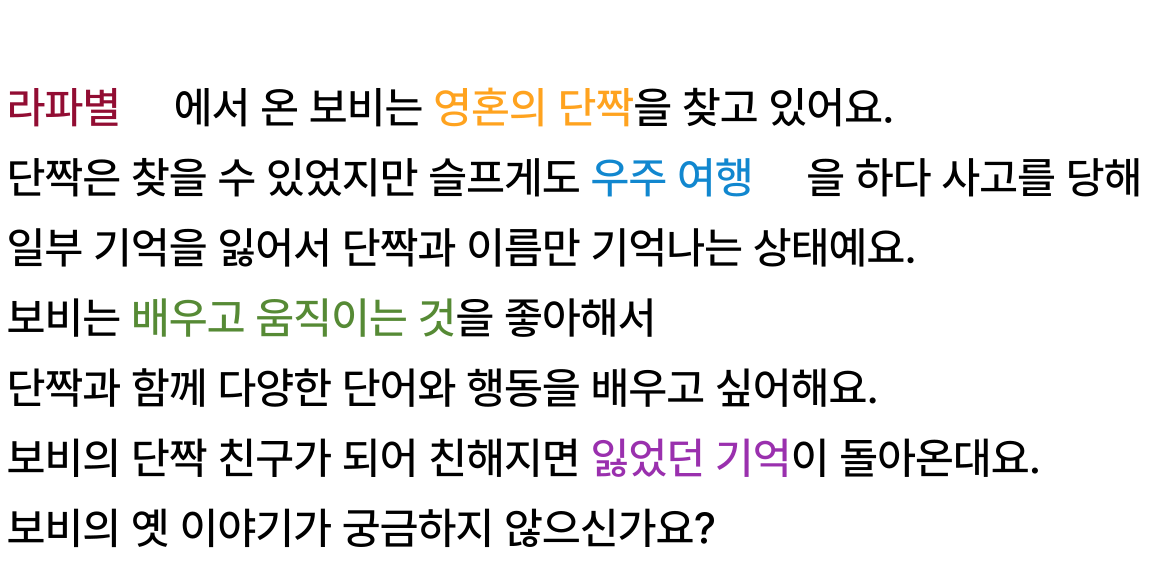 라파별 에서 온 보비는 영혼의 단짝을 찾고 있어요.
단짝은 찾을 수 있었지만 슬프게도 우주 여행 을 하다 사고를 당해
일부 기억을 잃어서 단짝과 이름만 기억나는 상태예요.
보비는 배우고 움직이는 것을 좋아해서
단짝과 함께 다양한 단어와 행동을 배우고 싶어해요.
보비의 단짝 친구가 되어 친해지면 잃었던 기억이 돌아온대요.
보비의 옛 이야기가 궁금하지 않으신가요?